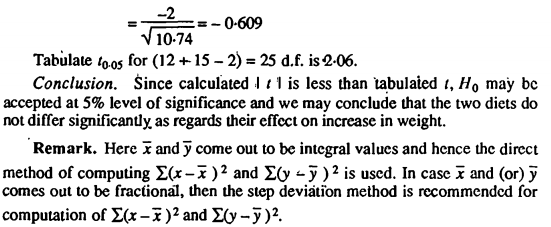 = -2 / √10·74 = - 0·609
Tabulate t0·05 for (12 + 15 - 2) = 25 d.f. is 2·06.
Conclusion. Since calculated | t | is less than tabulated t, H0 may be
accepted at 5% level of significance and we may conclude that the two diets do
not differ significantly as regards their effect on increase in weight.
Remark. Here x̄ and ȳ come out to be integral values and hence the direct
method of computing Σ(x - x̄ )² and Σ(y - ȳ )² is used. In case x̄ and (or) ȳ
comes out to be fractional, then the step deviation method is recommended for
computation of Σ(x - x̄ )² and Σ(y - ȳ )².